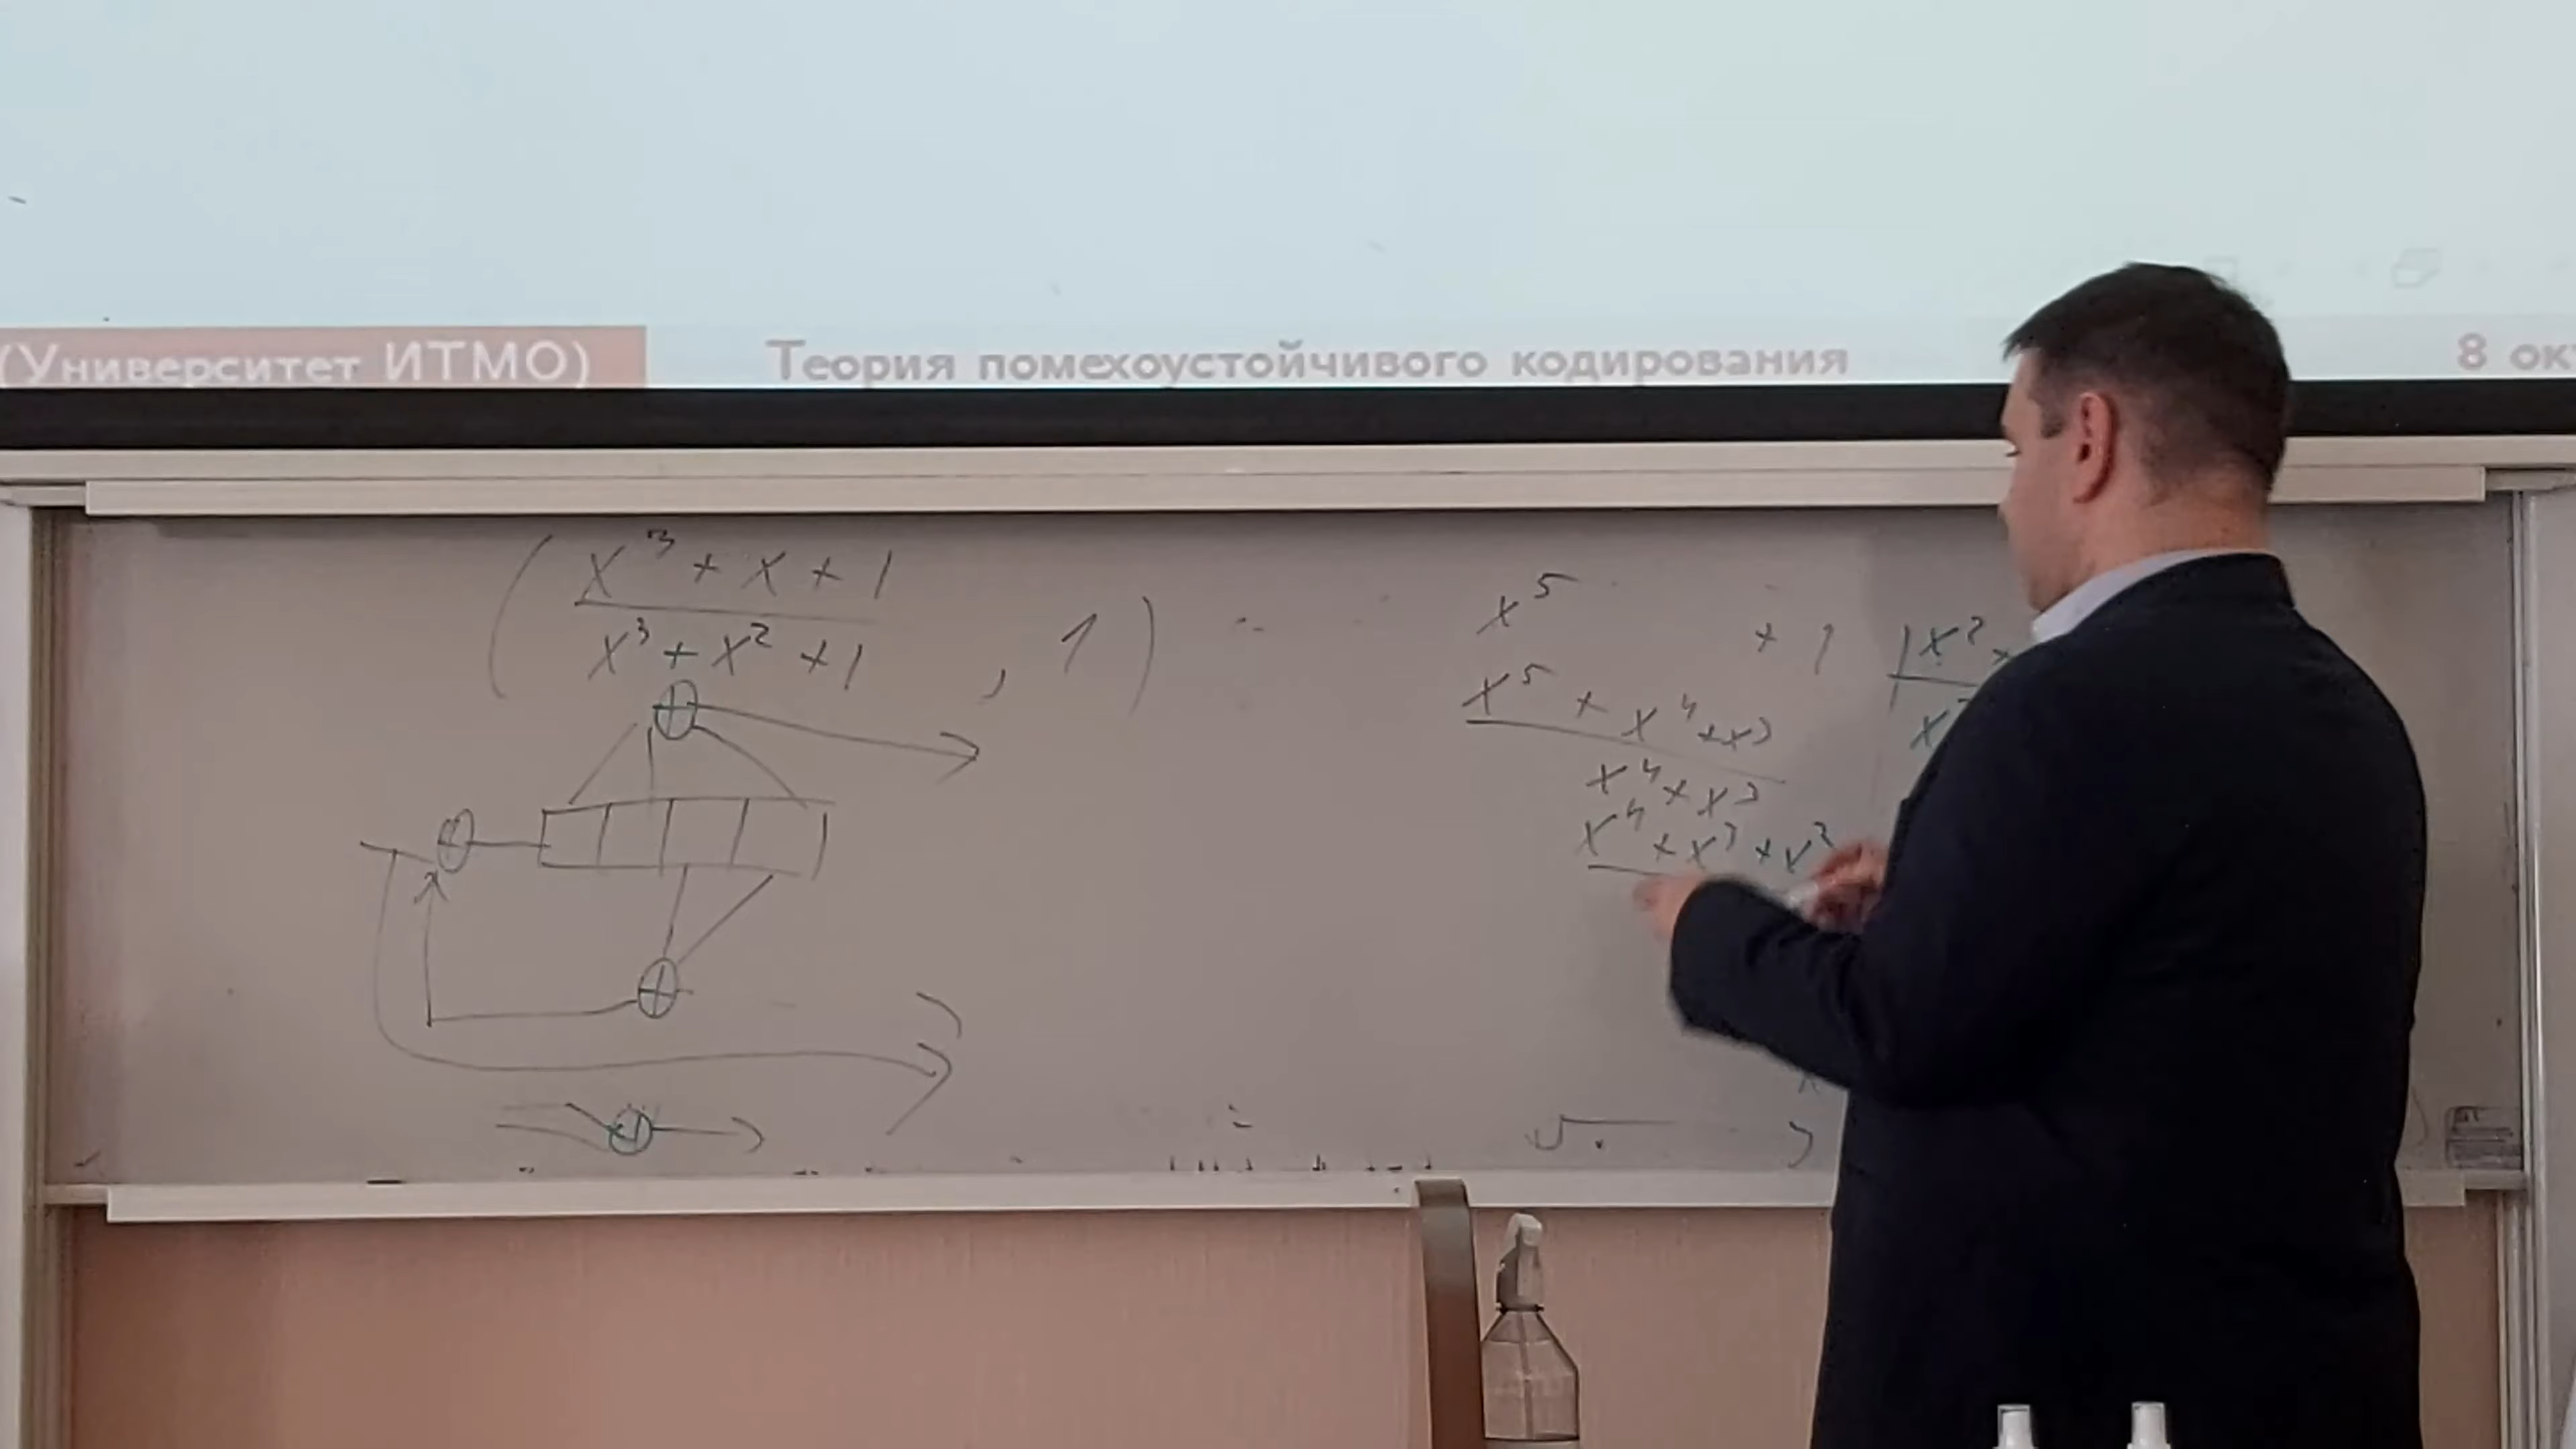 (Университет ИТМО) Теория помехоустойчивого кодирования 8 ок
( x³ + x + 1
x³ + x² + 1 , 1 )
x⁵ + 1
x⁵ + x⁴ + x³
x⁴ + x³
x⁴ + x³ + x²